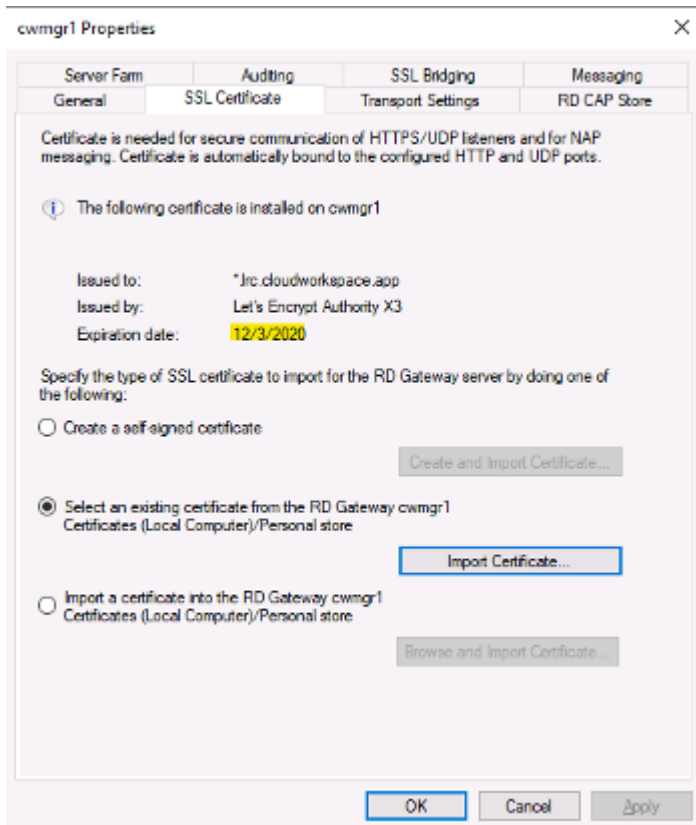 cwmgr1 Properties
Server Farm Auditing SSL Bridging Messaging
General SSL Certificate Transport Settings RD CAP Store
Certificate is needed for secure communication of HTTPS/UDP listeners and for NAP
messaging. Certificate is automatically bound to the configured HTTP and UDP ports.
The following certificate is installed on cwmgr1
Issued to: *.lrc.cloudworkspace.app
Issued by: Let's Encrypt Authority X3
Expiration date: 12/3/2020
Specify the type of SSL certificate to import for the RD Gateway server by doing one of
the following:
Create a self-signed certificate
Create and Import Certificate...
Select an existing certificate from the RD Gateway cwmgr1
Certificates (Local Computer)/Personal store
Import Certificate...
Import a certificate into the RD Gateway cwmgr1
Certificates (Local Computer)/Personal store
Browse and Import Certificate...
OK Cancel Apply